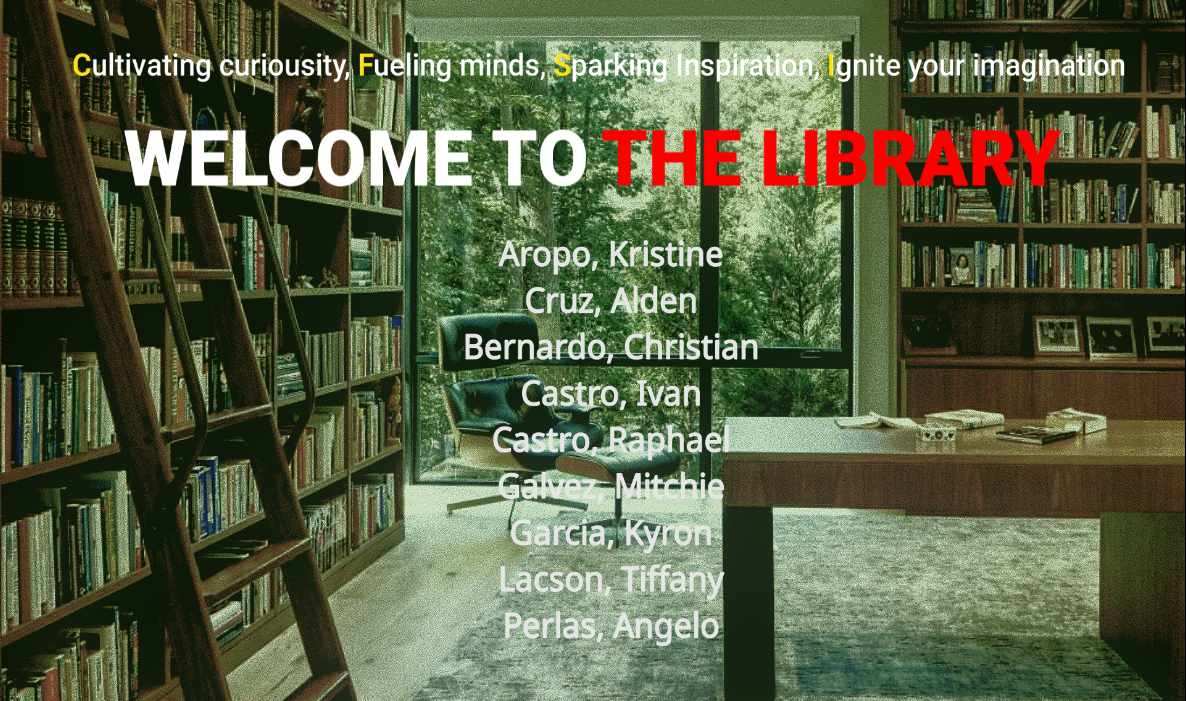 Cultivating curiousity, Fueling minds, Sparking Inspiration, Ignite your imagination
WELCOME TO THE LIBRARY
Aropo, Kristine
Cruz, Alden
Bernardo, Christian
Castro, Ivan
Castro, Raphael
Galvez, Mitchie
Garcia, Kyron
Lacson, Tiffany
Perlas, Angelo